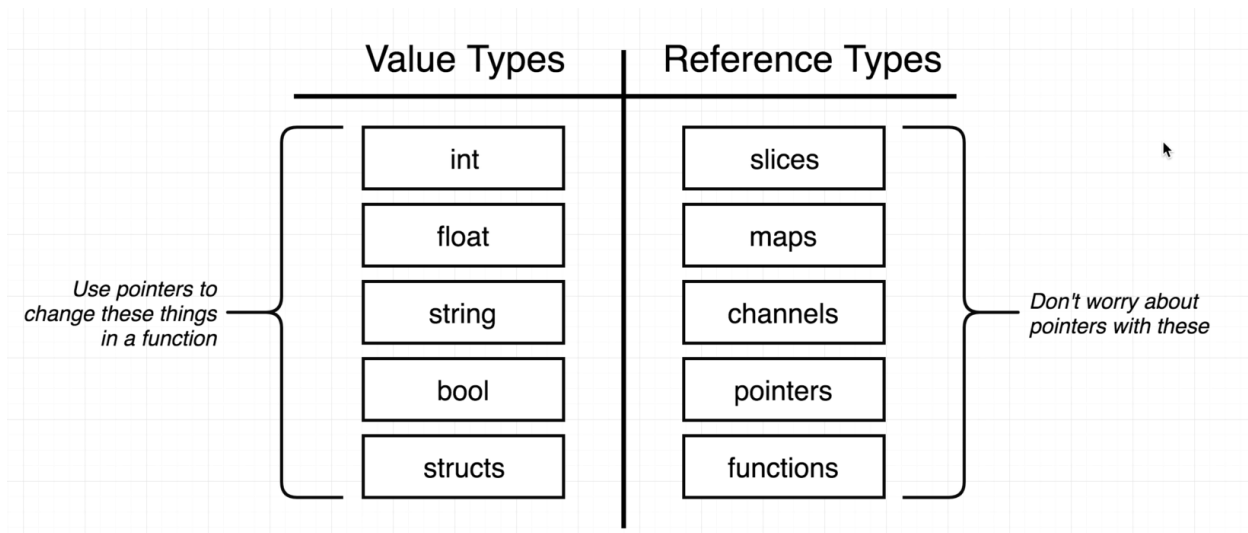 Value Types
Reference Types
int
slices
float
maps
Use pointers to
change these things
in a function
string
channels
Don't worry about
pointers with these
bool
pointers
structs
functions